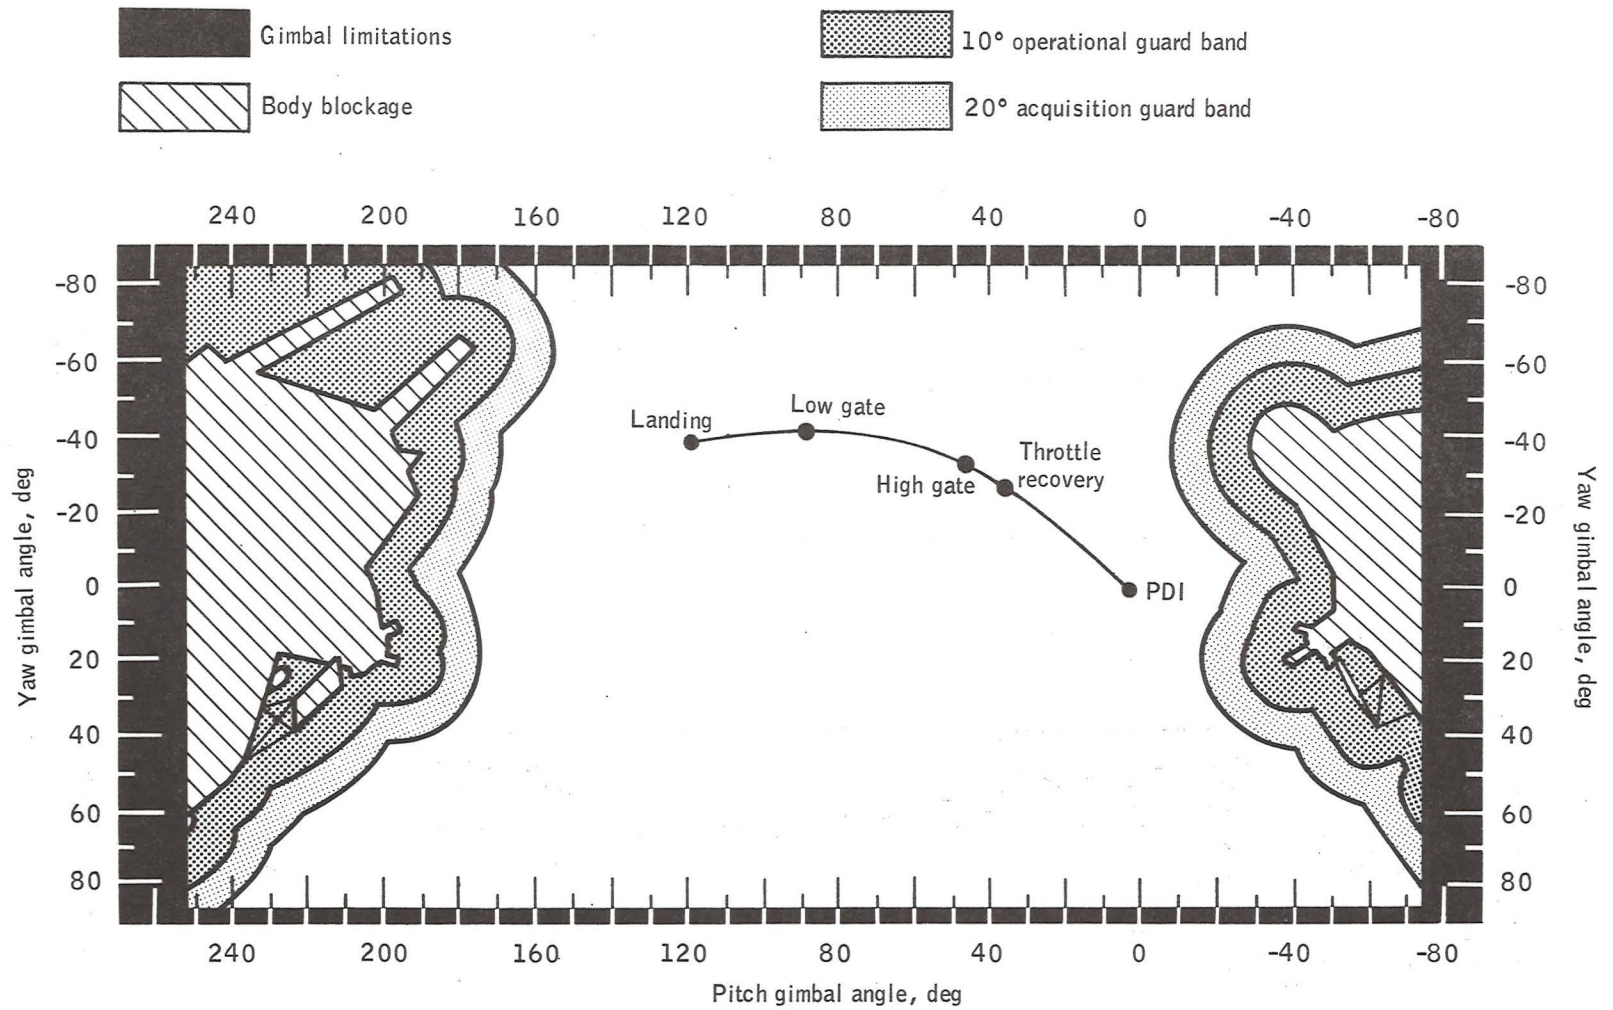 Gimbal limitations
10° operational guard band
Body blockage
20° acquisition guard band
240 200 160 120 80 40 0 -40 -80
-80 -80
-60 -60
Low gate
Landing
-40 -40
Throttle
recovery
High gate
-20 -20
0 0
PDI
20 20
40 40
60 60
80 80
Yaw gimbal angle, deg
Yaw gimbal angle, deg
240 200 160 120 80 40 0 -40 -80
Pitch gimbal angle, deg